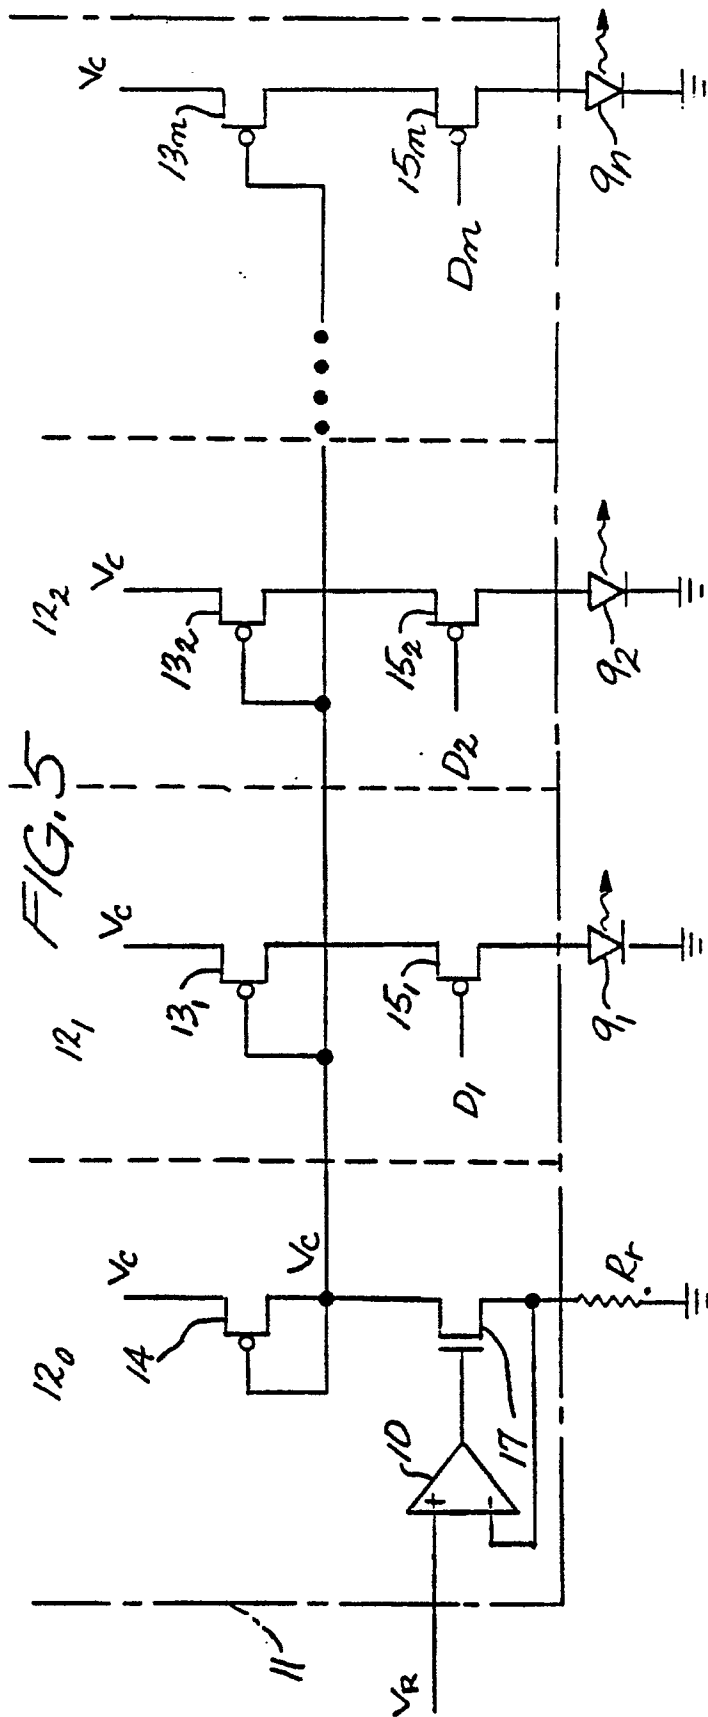 FIG. 5
12₀
12₁
12₂
Vc
Vc
Vc
Vc
14
13₁
13₂
13m
Vc
10
+
-
17
15₁
15₂
15m
D₁
D2
Dm
11
VR
Rr
9₁
92
9n